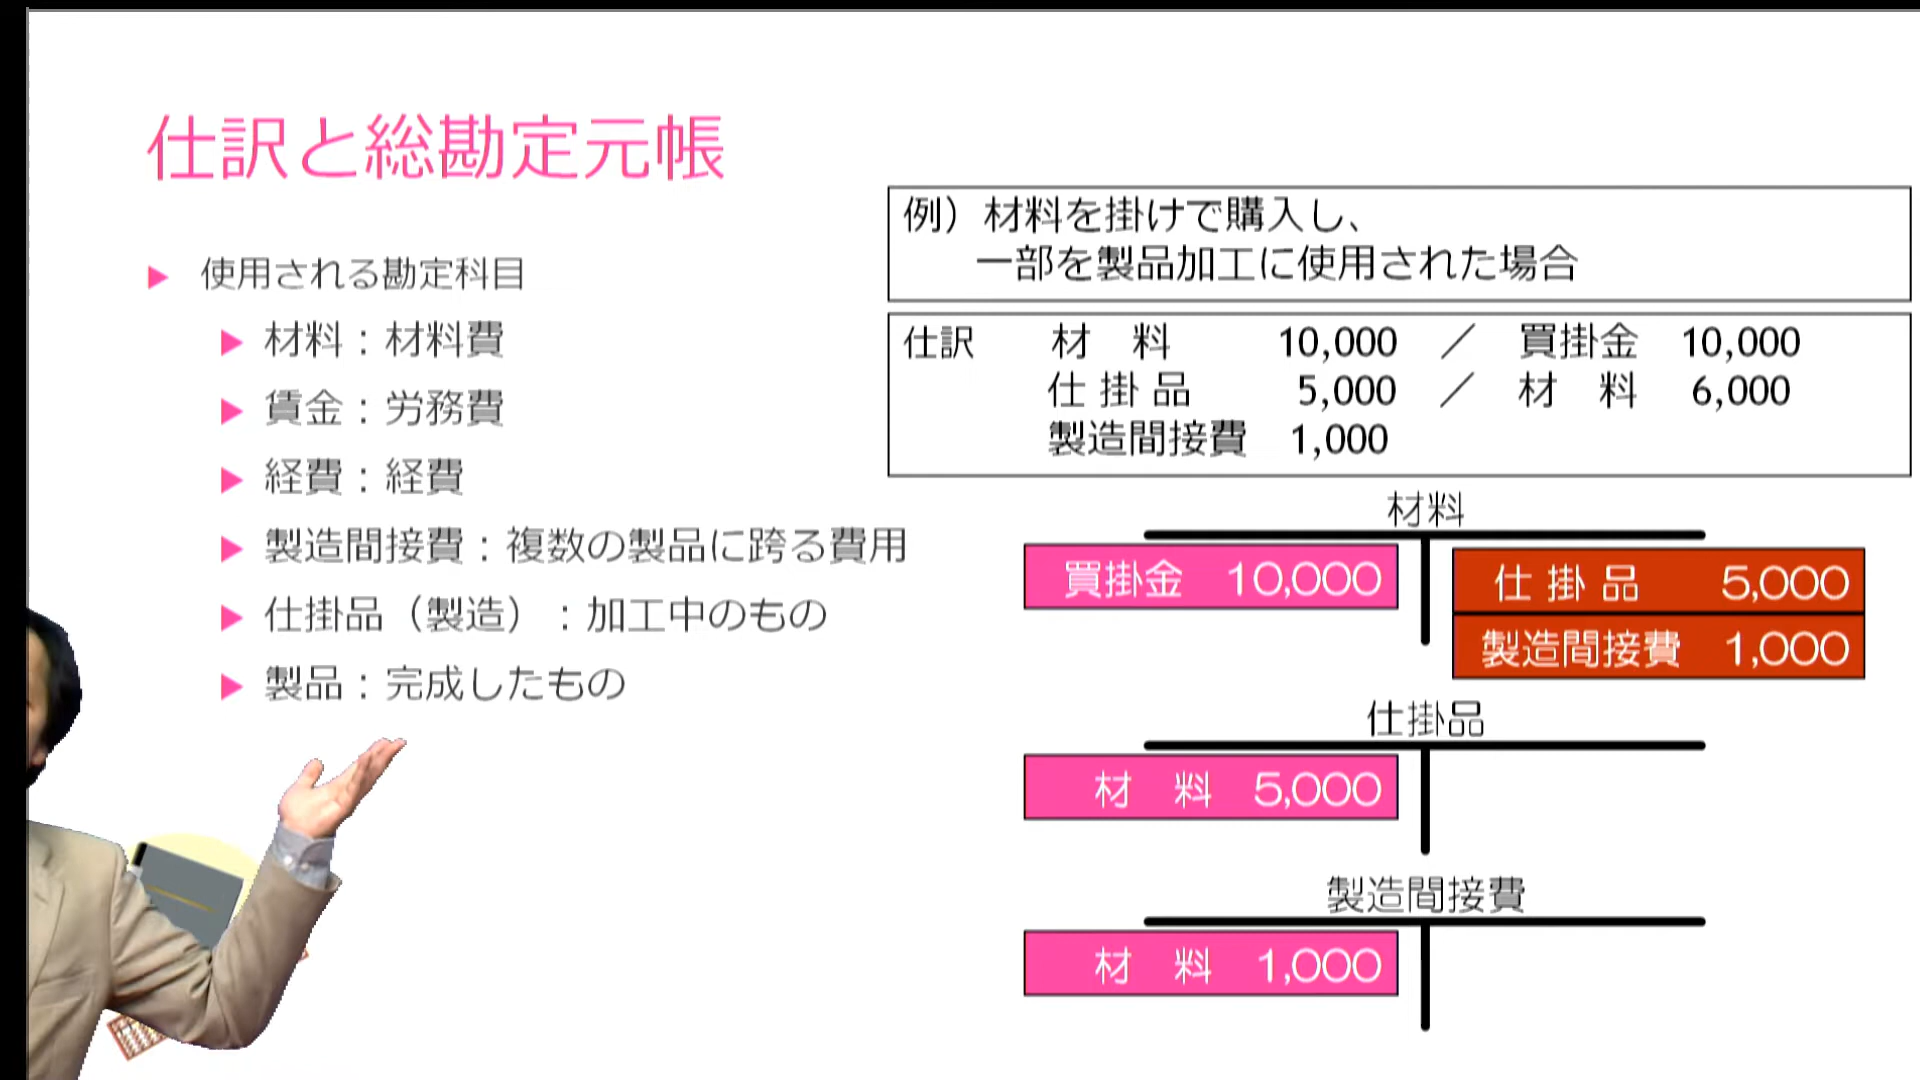 仕訳と総勘定元帳
使用される勘定科目
材料：材料費
賃金：労務費
経費：経費
製造間接費：複数の製品に跨る費用
仕掛品（製造）：加工中のもの
製品：完成したもの
例）材料を掛けで購入し、
一部を製品加工に使用された場合
仕訳 材　料 10,000 ／ 買掛金 10,000
仕 掛 品 5,000 ／ 材　料 6,000
製造間接費 1,000
材料
買掛金 10,000
仕 掛 品 5,000
製造間接費 1,000
仕掛品
材　料 5,000
製造間接費
材　料 1,000